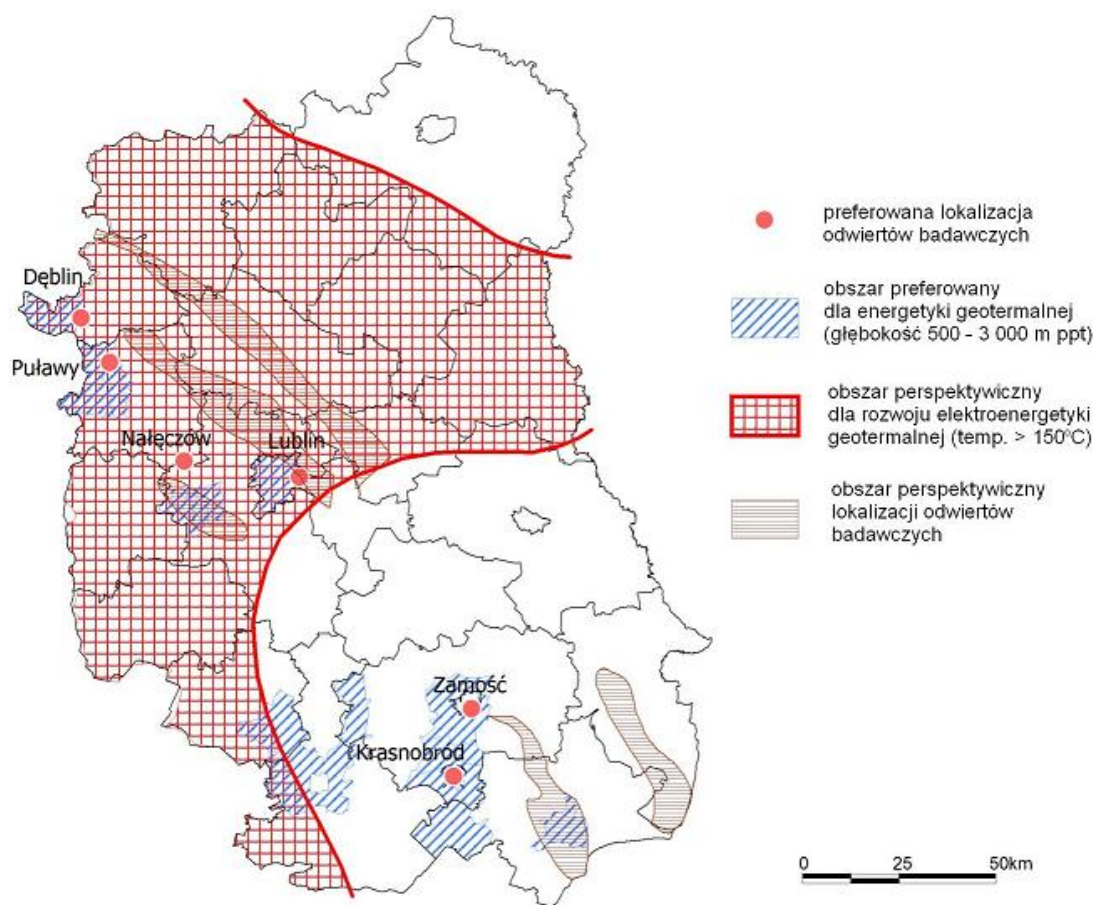 Dęblin
Puławy
Nałęczów
Lublin
Zamość
Krasnobród
preferowana lokalizacja
odwiertów badawczych
obszar preferowany
dla energetyki geotermalnej
(głębokość 500 - 3 000 m ppt)
obszar perspektywiczny
dla rozwoju elektroenergetyki
geotermalnej (temp. > 150°C)
obszar perspektywiczny
lokalizacji odwiertów
badawczych
0 25 50km